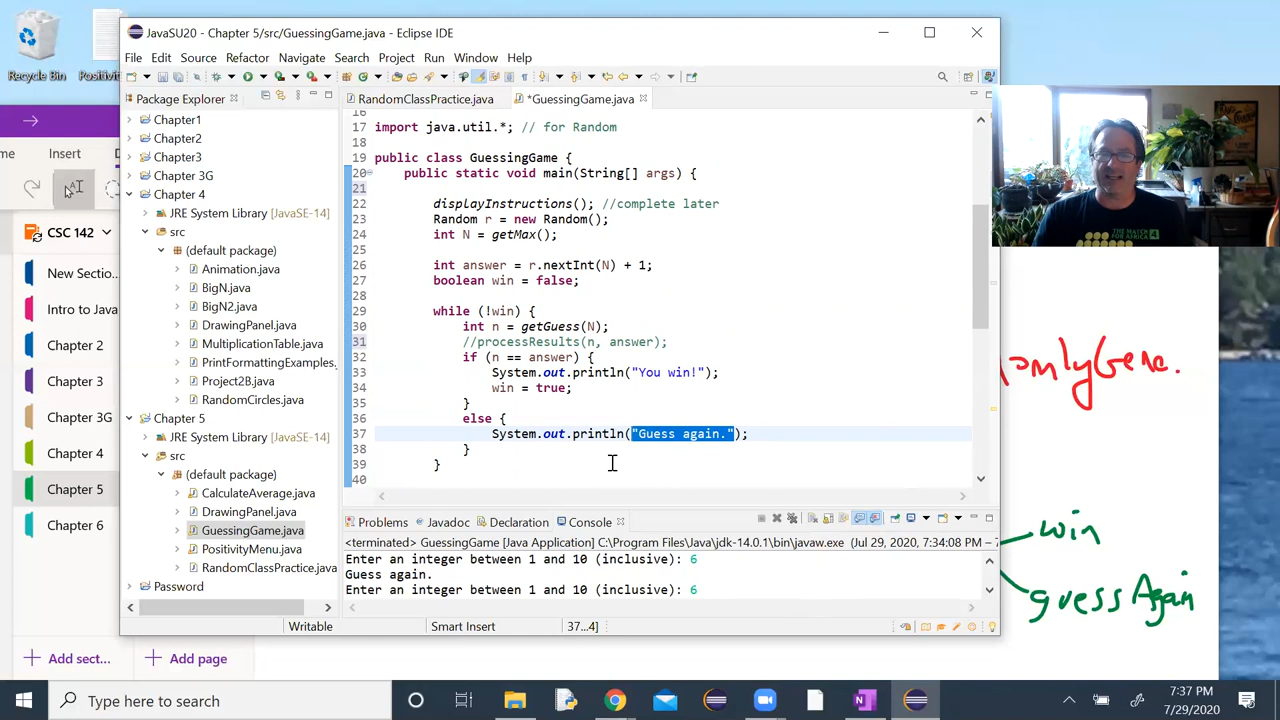 Recycle Bin
Positivit
JavaSU20 - Chapter 5/src/GuessingGame.java - Eclipse IDE
File Edit Source Refactor Navigate Search Project Run Window Help
Package Explorer
RandomClassPractice.java
*GuessingGame.java
Chapter1
Chapter2
Chapter3
Chapter 3G
Chapter 4
JRE System Library [JavaSE-14]
src
(default package)
Animation.java
BigN.java
BigN2.java
DrawingPanel.java
MultiplicationTable.java
PrintFormattingExamples.
Project2B.java
RandomCircles.java
Chapter 5
JRE System Library [JavaSE-14]
src
(default package)
CalculateAverage.java
DrawingPanel.java
GuessingGame.java
PositivityMenu.java
RandomClassPractice.java
Password
16
17 import java.util.*; // for Random
18
19 public class GuessingGame {
20 public static void main(String[] args) {
21
22 displayInstructions(); //complete later
23 Random r = new Random();
24 int N = getMax();
25
26 int answer = r.nextInt(N) + 1;
27 boolean win = false;
28
29 while (!win) {
30 int n = getGuess(N);
31 //processResults(n, answer);
32 if (n == answer) {
33 System.out.println("You win!");
34 win = true;
35 }
36 else {
37 System.out.println("Guess again.");
38 }
39 }
40
Problems Javadoc Declaration Console
<terminated> GuessingGame [Java Application] C:\Program Files\Java\jdk-14.0.1\bin\javaw.exe (Jul 29, 2020, 7:34:08 PM – 7
Enter an integer between 1 and 10 (inclusive): 6
Guess again.
Enter an integer between 1 and 10 (inclusive): 6
Writable Smart Insert 37...4]
me Insert D
CSC 142
New Sectio...
Intro to Java
Chapter 2
Chapter 3
Chapter 3G
Chapter 4
Chapter 5
Chapter 6
Add sect... Add page
THE MATCH
FOR AFRICA 4
omlyGene.
win
guessAgain
Type here to search
7:37 PM
7/29/2020